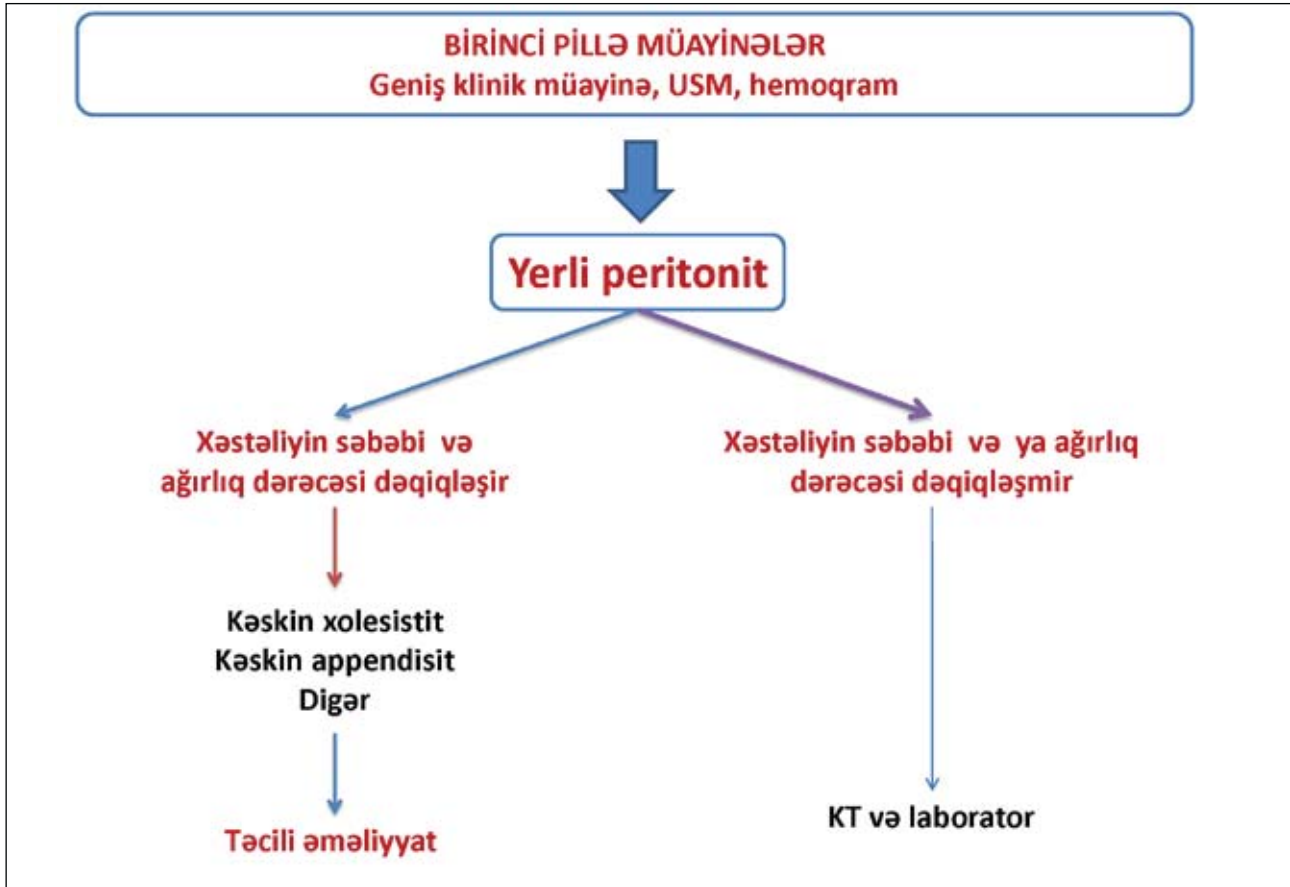 BİRİNCİ PİLLƏ MÜAYİNƏLƏR
Geniş klinik müayinə, USM, hemoqram
Yerli peritonit
Xəstəliyin səbəbi və
ağırlıq dərəcəsi dəqiqləşir
Xəstəliyin səbəbi və ya ağırlıq
dərəcəsi dəqiqləşmir
Kəskin xolesistit
Kəskin appendisit
Digər
KT və laborator
Təcili əməliyyat